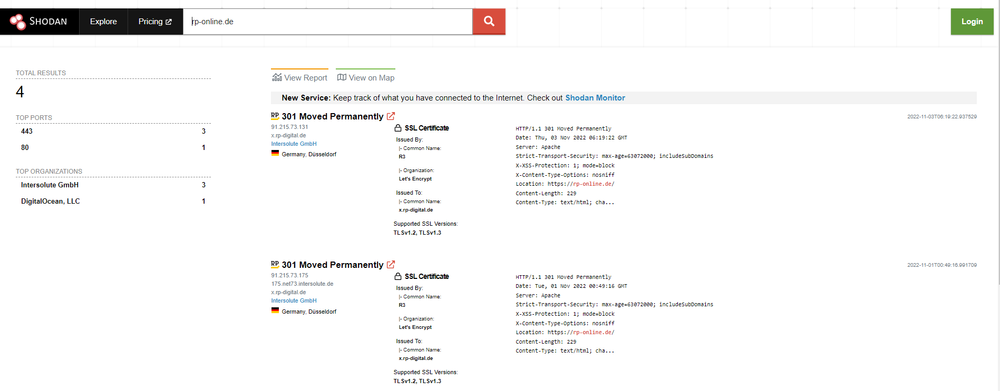 SHODAN Explore Pricing rp-online.de Login
TOTAL RESULTS
4
TOP PORTS
443 3
80 1
TOP ORGANIZATIONS
Intersolute GmbH 3
DigitalOcean, LLC 1
View Report View on Map
New Service: Keep track of what you have connected to the Internet. Check out Shodan Monitor
RP 301 Moved Permanently
2022-11-03T06:19:22.937529
91.215.73.131
x.rp-digital.de
Intersolute GmbH
Germany, Düsseldorf
SSL Certificate
Issued By:
|- Common Name:
R3
|- Organization:
Let's Encrypt
Issued To:
|- Common Name:
x.rp-digital.de
Supported SSL Versions:
TLSv1.2, TLSv1.3
HTTP/1.1 301 Moved Permanently
Date: Thu, 03 Nov 2022 06:19:22 GMT
Server: Apache
Strict-Transport-Security: max-age=63072000; includeSubDomains
X-XSS-Protection: 1; mode=block
X-Content-Type-Options: nosniff
Location: https://rp-online.de/
Content-Length: 229
Content-Type: text/html; cha...
RP 301 Moved Permanently
2022-11-01T00:49:16.991709
91.215.73.175
175.net73.intersolute.de
x.rp-digital.de
Intersolute GmbH
Germany, Düsseldorf
SSL Certificate
Issued By:
|- Common Name:
R3
|- Organization:
Let's Encrypt
Issued To:
|- Common Name:
x.rp-digital.de
Supported SSL Versions:
TLSv1.2, TLSv1.3
HTTP/1.1 301 Moved Permanently
Date: Tue, 01 Nov 2022 00:49:16 GMT
Server: Apache
Strict-Transport-Security: max-age=63072000; includeSubDomains
X-XSS-Protection: 1; mode=block
X-Content-Type-Options: nosniff
Location: https://rp-online.de/
Content-Length: 229
Content-Type: text/html; cha...